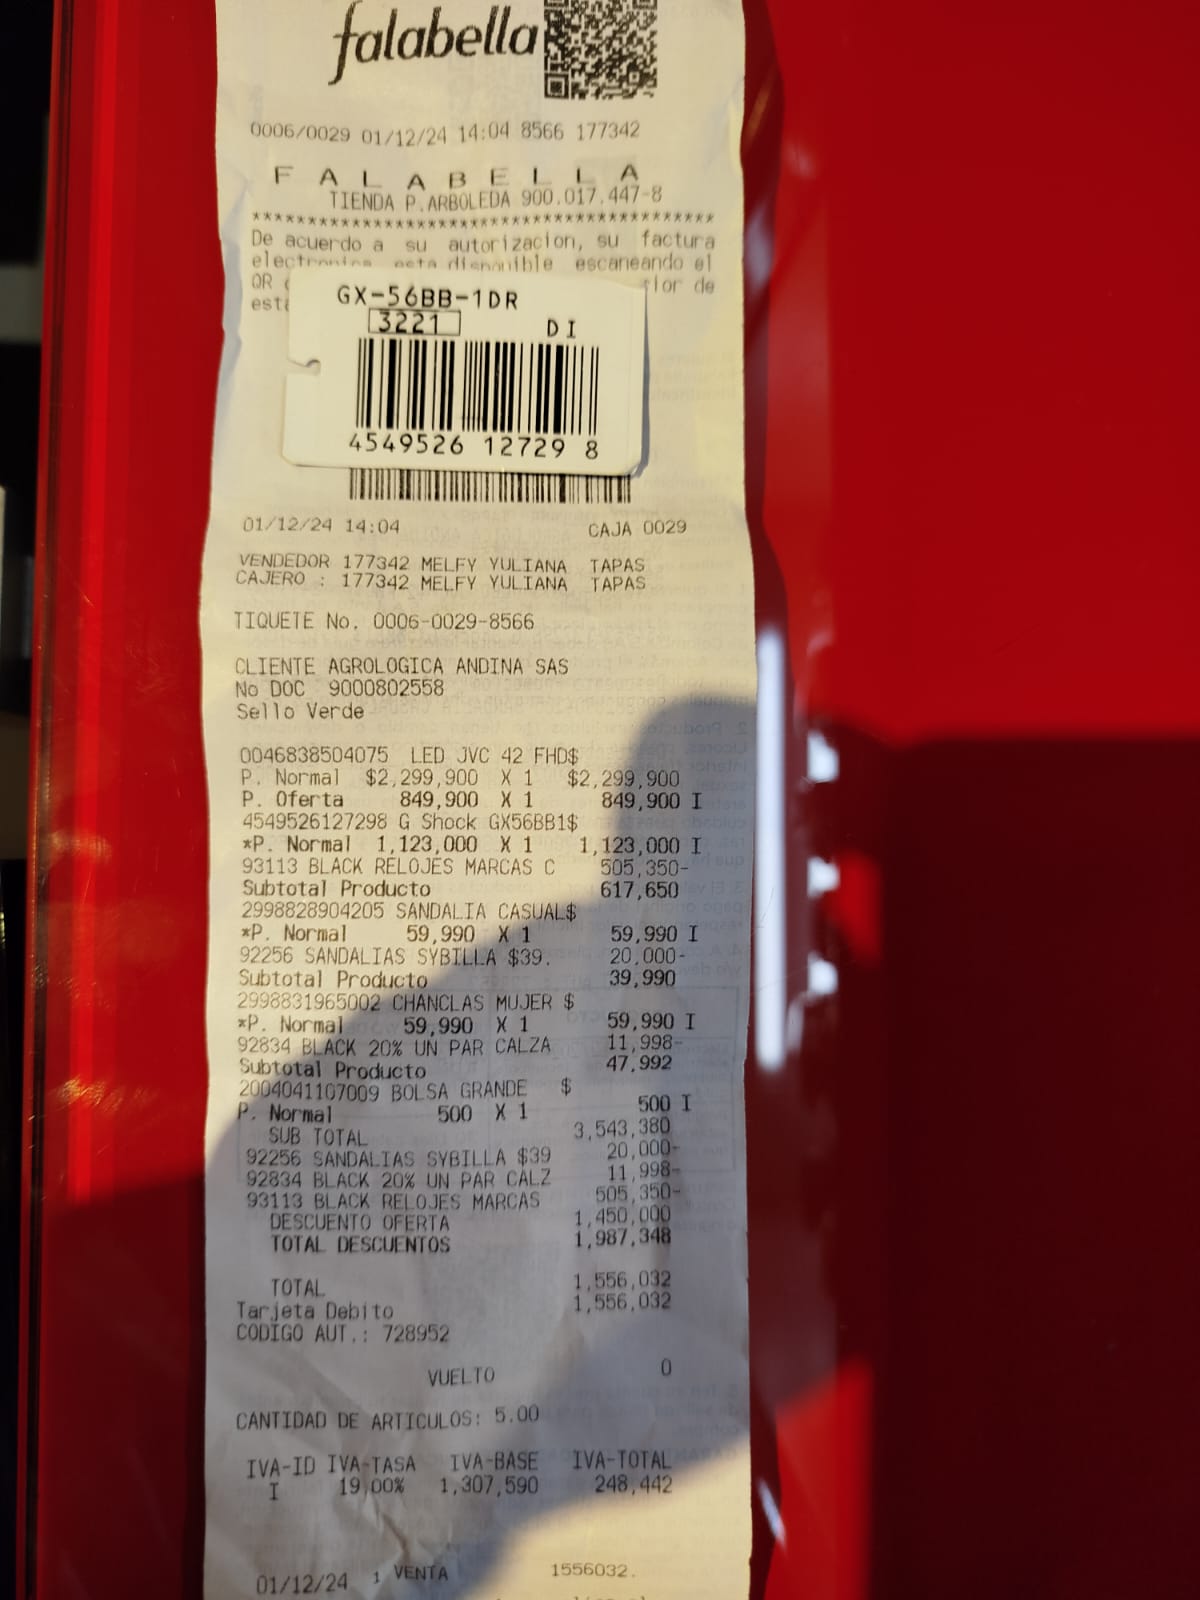 falabella
0006/0029 01/12/24 14:04 8566 177342
F A L A B E L L A
TIENDA P.ARBOLEDA 900.017.447-8
****************************************
De acuerdo a su autorizacion, su factura
electronica esta disponible escaneando el
QR
de
GX-56BB-1DR
3221
DI
4549526 12729 8
01/12/24 14:04 CAJA 0029
VENDEDOR 177342 MELFY YULIANA TAPAS
CAJERO : 177342 MELFY YULIANA TAPAS
TIQUETE No. 0006-0029-8566
CLIENTE AGROLOGICA ANDINA SAS
No DOC 9000802558
Sello Verde
0046838504075 LED JVC 42 FHD$
P. Normal $2,299,900 X 1 $2,299,900
P. Oferta 849,900 X 1 849,900 I
4549526127298 G Shock GX56BB1$
*P. Normal 1,123,000 X 1 1,123,000 I
93113 BLACK RELOJES MARCAS C 505,350-
Subtotal Producto 617,650
2998828904205 SANDALIA CASUAL$
*P. Normal 59,990 X 1 59,990 I
92256 SANDALIAS SYBILLA $39. 20,000-
Subtotal Producto 39,990
2998831965002 CHANCLAS MUJER $
*P. Normal 59,990 X 1 59,990 I
92834 BLACK 20% UN PAR CALZA 11,998-
Subtotal Producto 47,992
2004041107009 BOLSA GRANDE $
P. Normal 500 X 1 500 I
SUB TOTAL 3,543,380
92256 SANDALIAS SYBILLA $39 20,000-
92834 BLACK 20% UN PAR CALZ 11,998-
93113 BLACK RELOJES MARCAS 505,350-
DESCUENTO OFERTA 1,450,000
TOTAL DESCUENTOS 1,987,348
TOTAL 1,556,032
Tarjeta Debito 1,556,032
CODIGO AUT.: 728952
VUELTO 0
CANTIDAD DE ARTICULOS: 5.00
IVA-ID IVA-TASA IVA-BASE IVA-TOTAL
I 19,00% 1,307,590 248,442
01/12/24 1 VENTA 1556032.